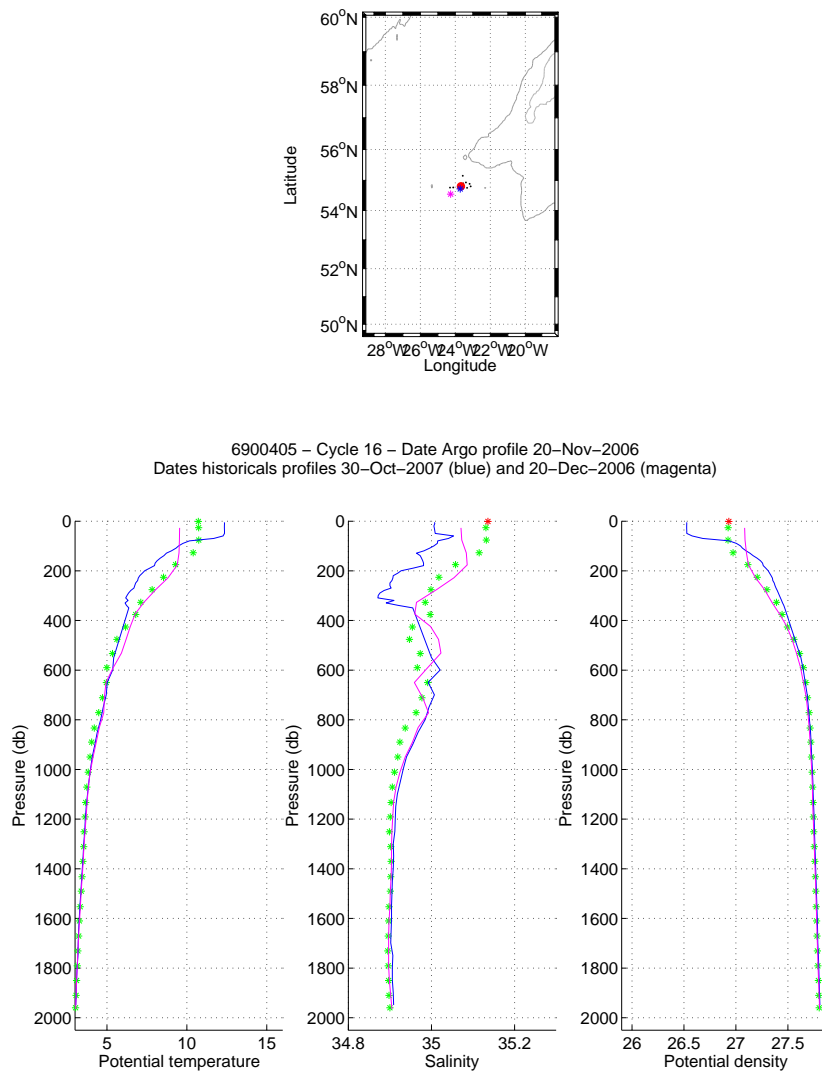 60°N
58°N
56°N
54°N
52°N
50°N
Latitude
28°W 26°W 24°W 22°W 20°W
Longitude
6900405 − Cycle 16 − Date Argo profile 20−Nov−2006
Dates historicals profiles 30−Oct−2007 (blue) and 20−Dec−2006 (magenta)
0
200
400
600
800
1000
1200
1400
1600
1800
2000
Pressure (db)
5 10 15
Potential temperature
0
200
400
600
800
1000
1200
1400
1600
1800
2000
Pressure (db)
34.8 35 35.2
Salinity
0
200
400
600
800
1000
1200
1400
1600
1800
2000
Pressure (db)
26 26.5 27 27.5
Potential density